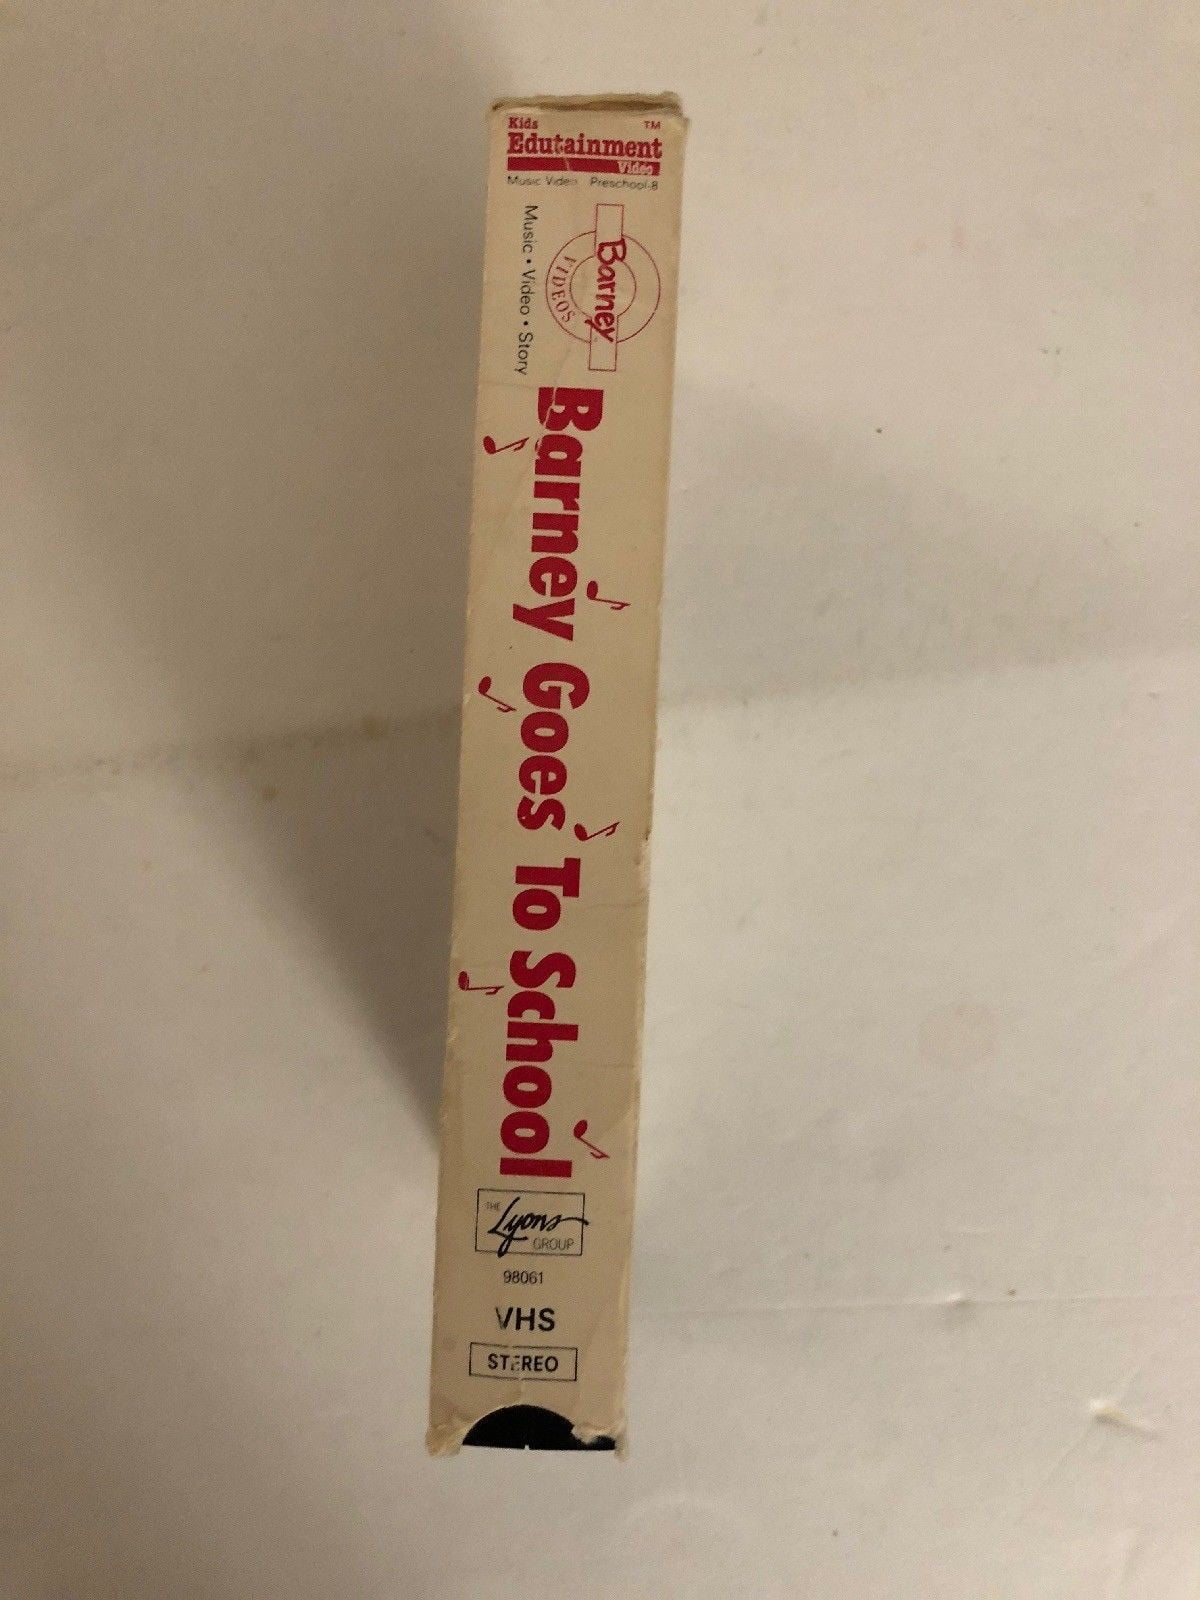 Kids ™
Edutainment
Video
Music Video Preschool-8
Barney
VIDEOS
Music • Video • Story
Barney Goes To School
THE
Lyons
GROUP
98061
VHS
STEREO